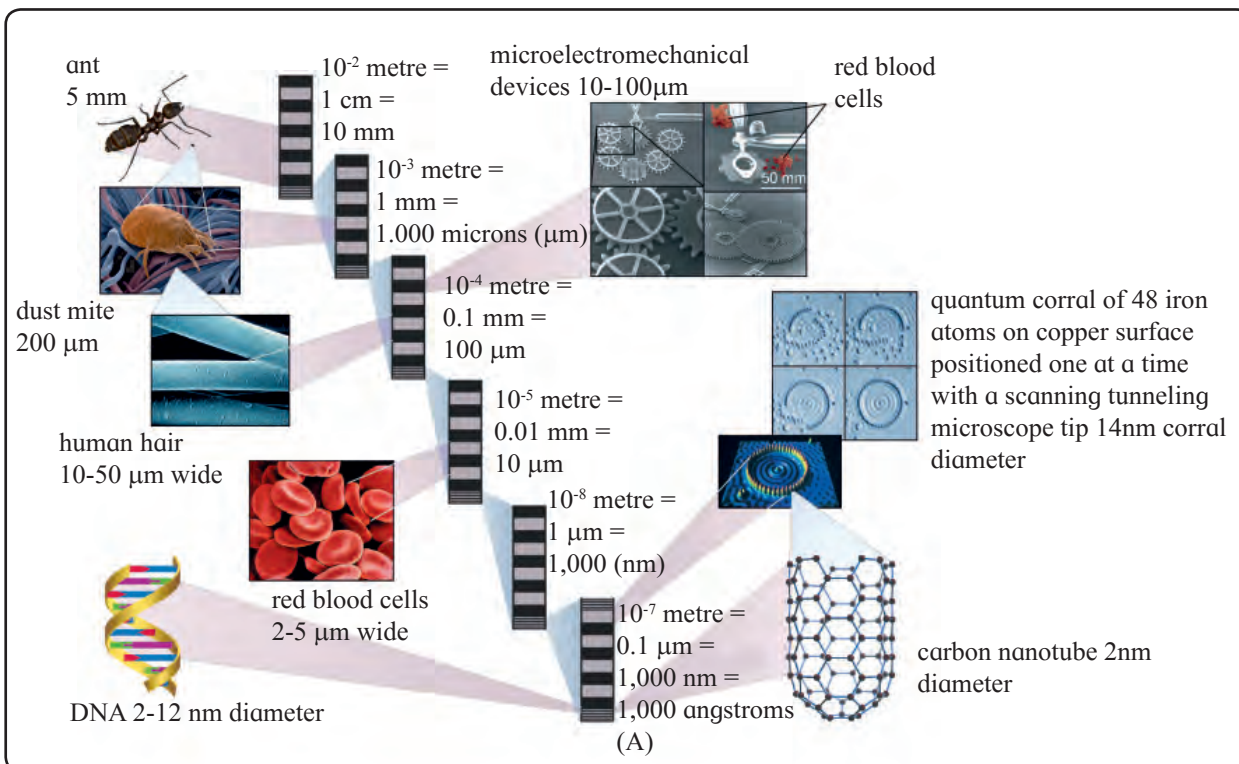 ant
5 mm
10⁻² metre =
1 cm =
10 mm
microelectromechanical
devices 10-100μm
red blood
cells
50 mm
10⁻³ metre =
1 mm =
1.000 microns (μm)
dust mite
200 μm
10⁻⁴ metre =
0.1 mm =
100 μm
quantum corral of 48 iron
atoms on copper surface
positioned one at a time
with a scanning tunneling
microscope tip 14nm corral
diameter
human hair
10-50 μm wide
10⁻⁵ metre =
0.01 mm =
10 μm
10⁻⁸ metre =
1 μm =
1,000 (nm)
red blood cells
2-5 μm wide
10⁻⁷ metre =
0.1 μm =
1,000 nm =
1,000 angstroms
(A)
DNA 2-12 nm diameter
carbon nanotube 2nm
diameter